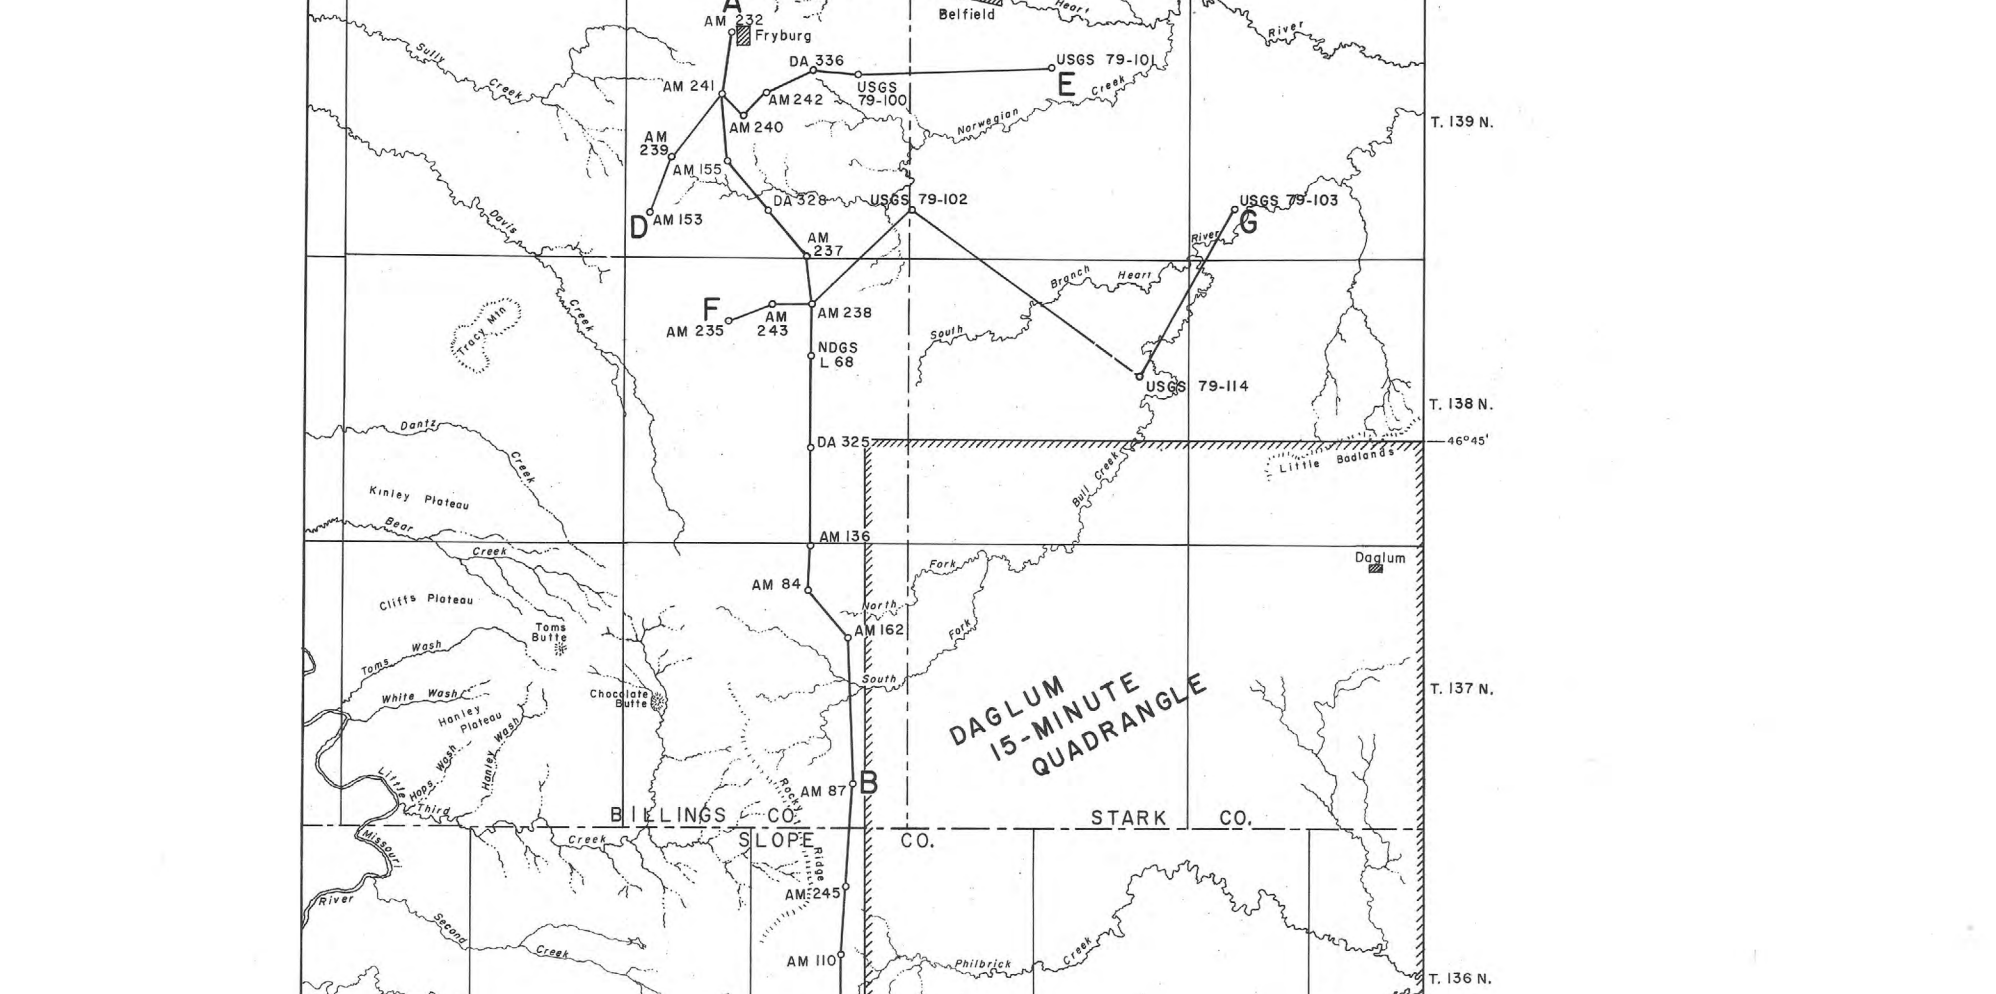 A
AM 232
Fryburg
Belfield
Heart
River
Sully
Creek
AM 241
DA 336
AM 242
USGS
79-100
USGS 79-101
E
Creek
Norwegian
AM 240
T. 139 N.
AM
239
AM 155
DA 328
USGS 79-102
USGS 79-103
G
D
AM 153
Davis
Creek
AM
237
River
Branch Heart
South
F
AM 235
AM
243
AM 238
Tracy Mtn
NDGS
L 68
USGS 79-114
T. 138 N.
Dantz
Creek
DA 325
46°45'
Little Badlands
Bull Creek
Kinley Plateau
Bear
Creek
AM 136
Daglum
AM 84
Fork
North
Cliffs Plateau
Toms
Butte
AM 162
Fork
Toms Wash
South
T. 137 N.
White Wash
Chocolate
Butte
Hanley
Plateau
DAGLUM
15-MINUTE
QUADRANGLE
Hops Wash
Hanley Wash
Little
Missouri
River
Third
Creek
AM 87
B
Rocky
Ridge
BILLINGS CO.
STARK CO.
SLOPE CO.
AM 245
Second
Creek
AM 110
Philbrick
Creek
T. 136 N.